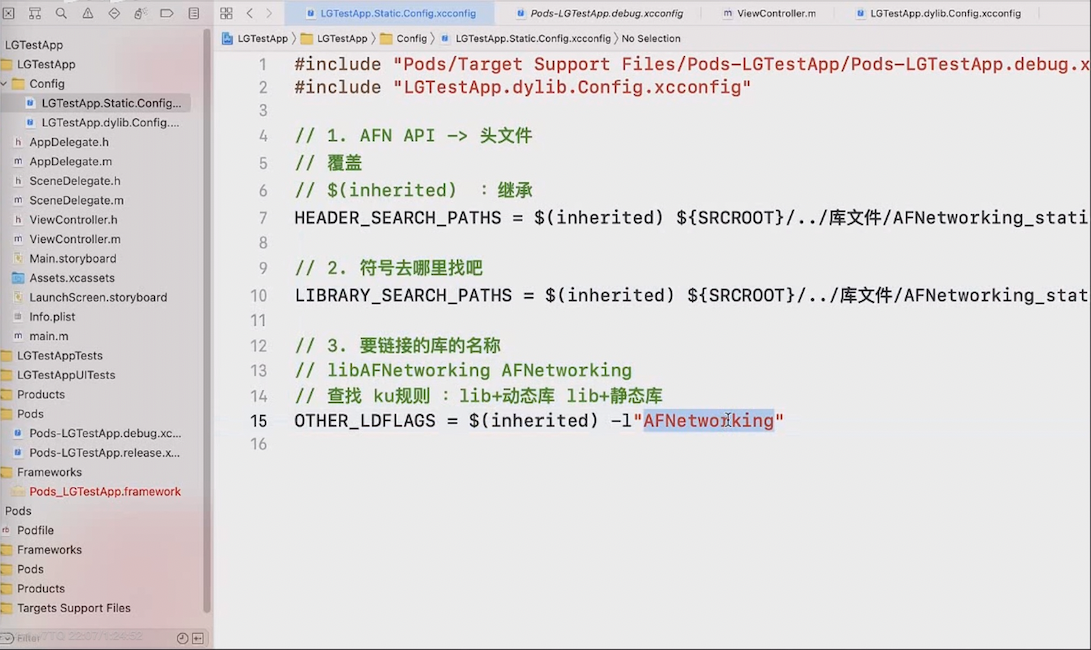 LGTestApp.Static.Config.xcconfig
Pods-LGTestApp.debug.xcconfig
ViewController.m
LGTestApp.dylib.Config.xcconfig
LGTestApp
LGTestApp
Config
LGTestApp.Static.Config.xcconfig
No Selection
LGTestApp
LGTestApp
Config
LGTestApp.Static.Config...
LGTestApp.dylib.Config....
AppDelegate.h
AppDelegate.m
SceneDelegate.h
SceneDelegate.m
ViewController.h
ViewController.m
Main.storyboard
Assets.xcassets
LaunchScreen.storyboard
Info.plist
main.m
LGTestAppTests
LGTestAppUITests
Products
Pods
Pods-LGTestApp.debug.xc...
Pods-LGTestApp.release.x...
Frameworks
Pods_LGTestApp.framework
Pods
Podfile
Frameworks
Pods
Products
Targets Support Files
Filter
22:07/1:24:52
1 #include "Pods/Target Support Files/Pods-LGTestApp/Pods-LGTestApp.debug.x
2 #include "LGTestApp.dylib.Config.xcconfig"
3
4 // 1. AFN API -> 头文件
5 // 覆盖
6 // $(inherited) ：继承
7 HEADER_SEARCH_PATHS = $(inherited) ${SRCROOT}/../库文件/AFNetworking_stati
8
9 // 2. 符号去哪里找吧
10 LIBRARY_SEARCH_PATHS = $(inherited) ${SRCROOT}/../库文件/AFNetworking_stat
11
12 // 3. 要链接的库的名称
13 // libAFNetworking AFNetworking
14 // 查找 ku规则 ：lib+动态库 lib+静态库
15 OTHER_LDFLAGS = $(inherited) -l"AFNetworking"
16